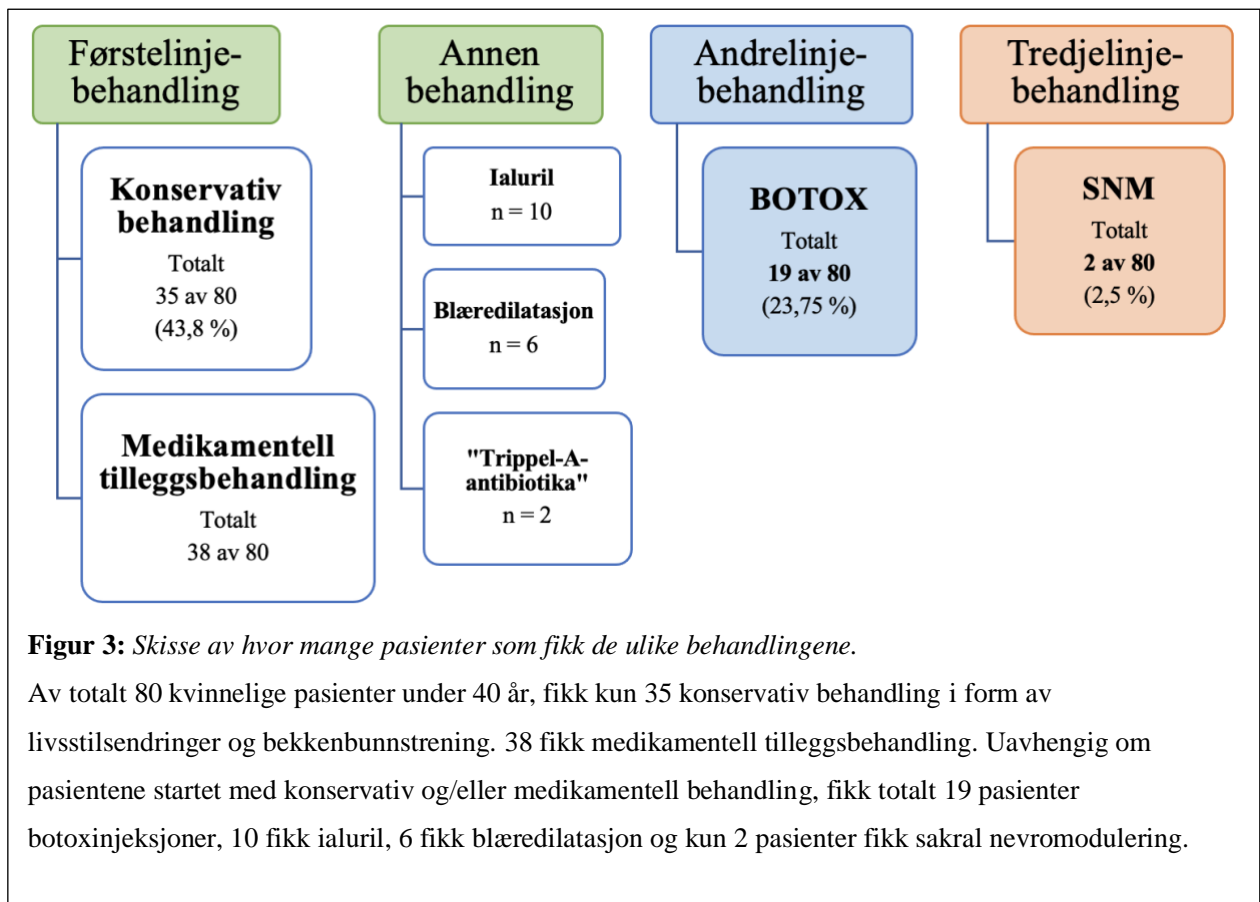 Førstelinje-
behandling
Konservativ
behandling
Totalt
35 av 80
(43,8 %)
Medikamentell
tilleggsbehandling
Totalt
38 av 80
Annen
behandling
Ialuril
n = 10
Blæredilatasjon
n = 6
"Trippel-A-
antibiotika"
n = 2
Andrelinje-
behandling
BOTOX
Totalt
19 av 80
(23,75 %)
Tredjelinje-
behandling
SNM
Totalt
2 av 80
(2,5 %)
Figur 3: Skisse av hvor mange pasienter som fikk de ulike behandlingene.
Av totalt 80 kvinnelige pasienter under 40 år, fikk kun 35 konservativ behandling i form av
livsstilsendringer og bekkenbunnstrening. 38 fikk medikamentell tilleggsbehandling. Uavhengig om
pasientene startet med konservativ og/eller medikamentell behandling, fikk totalt 19 pasienter
botoxinjeksjoner, 10 fikk ialuril, 6 fikk blæredilatasjon og kun 2 pasienter fikk sakral nevromodulering.